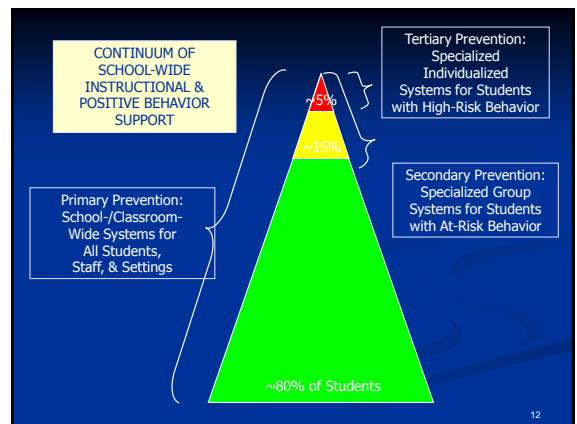 CONTINUUM OF
SCHOOL-WIDE
INSTRUCTIONAL &
POSITIVE BEHAVIOR
SUPPORT
Tertiary Prevention:
Specialized
Individualized
Systems for Students
with High-Risk Behavior
~5%
~15%
Primary Prevention:
School-/Classroom-
Wide Systems for
All Students,
Staff, & Settings
Secondary Prevention:
Specialized Group
Systems for Students
with At-Risk Behavior
~80% of Students
12